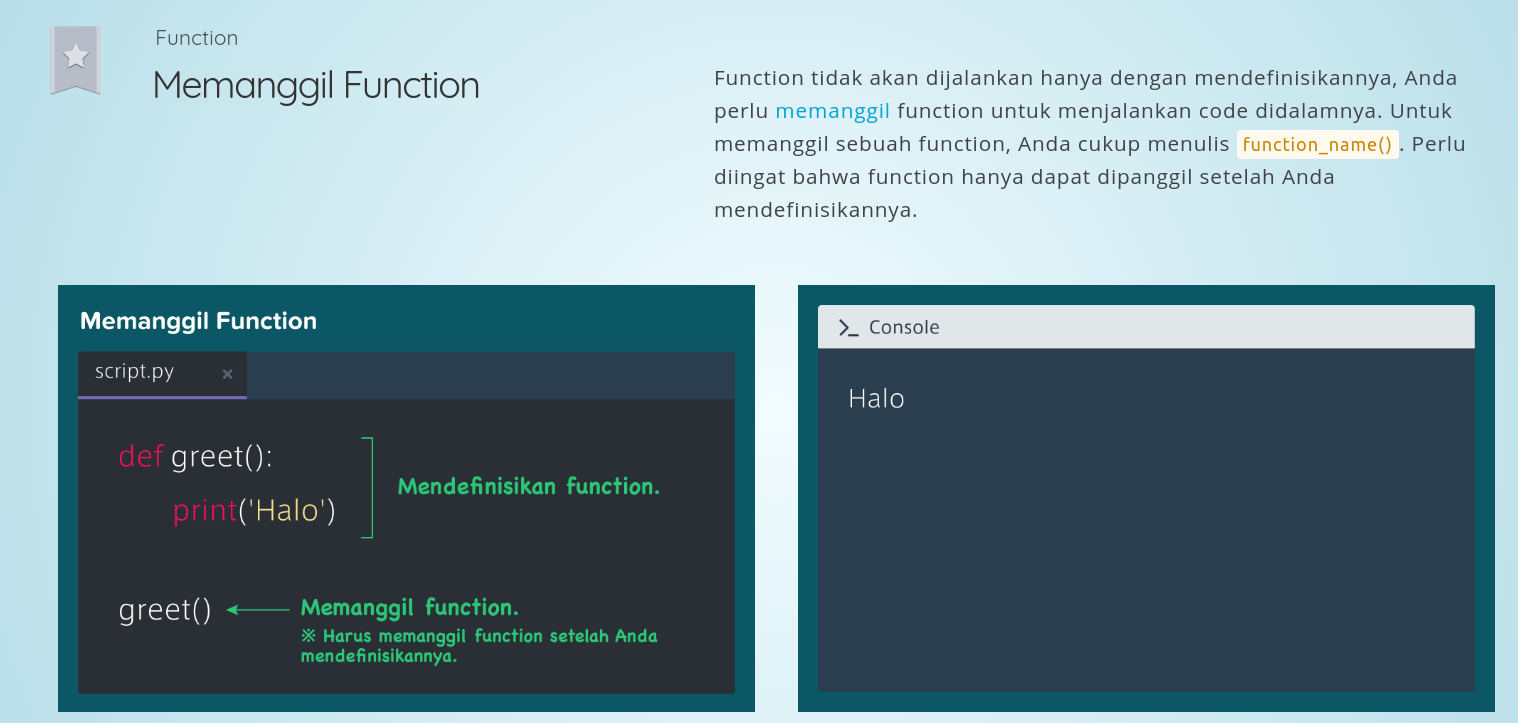 Function
Memanggil Function
Function tidak akan dijalankan hanya dengan mendefinisikannya, Anda
perlu memanggil function untuk menjalankan code didalamnya. Untuk
memanggil sebuah function, Anda cukup menulis function_name(). Perlu
diingat bahwa function hanya dapat dipanggil setelah Anda
mendefinisikannya.
Memanggil Function
script.py ×
def greet():
print('Halo')
Mendefinisikan function.
greet()
Memanggil function.
※ Harus memanggil function setelah Anda
mendefinisikannya.
>_ Console
Halo